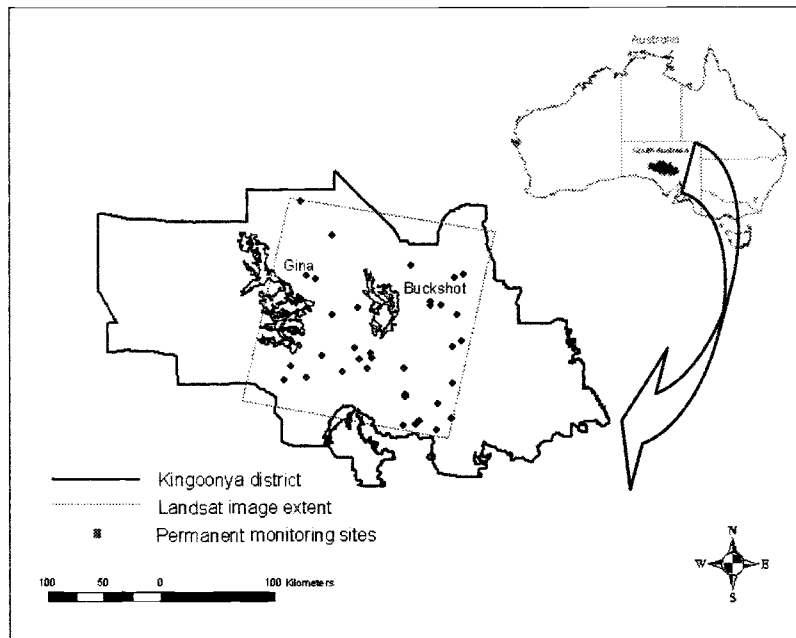 Australia
South Australia
Gina
Buckshot
Kingoonya district
Landsat image extent
Permanent monitoring sites
100 50 0 100 Kilometers
N
W E
S